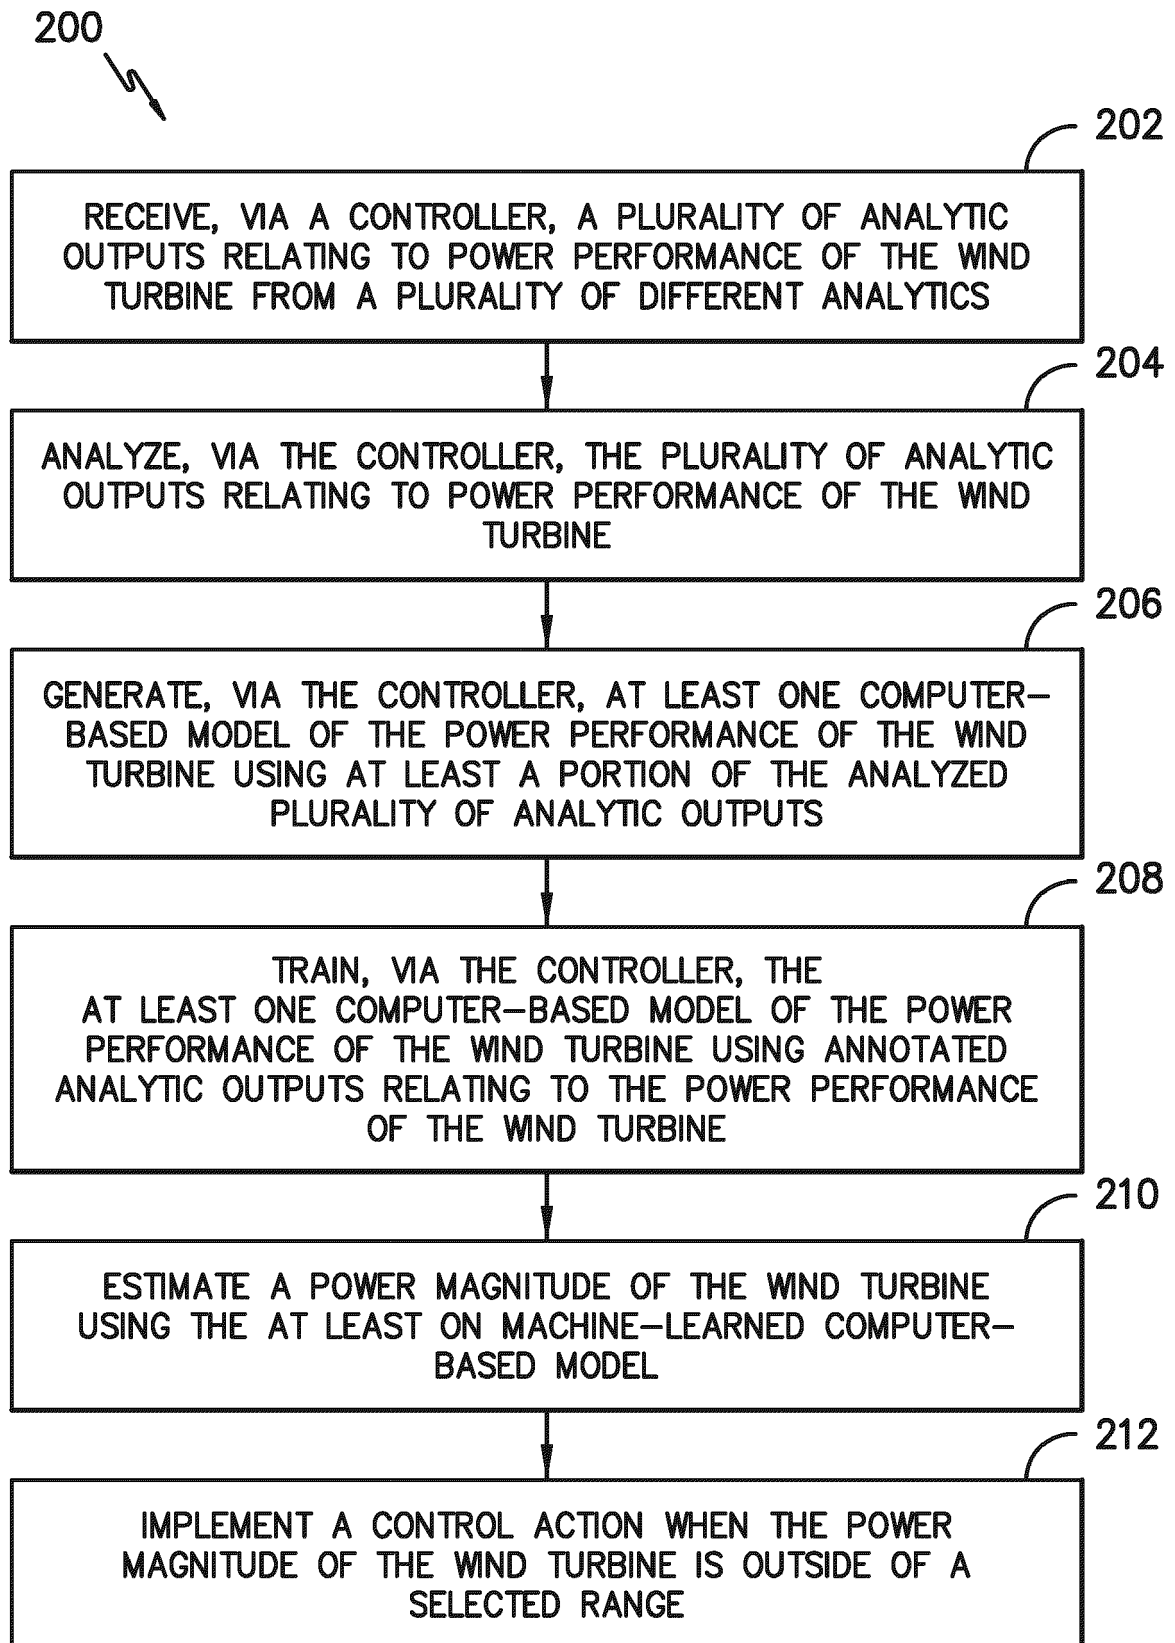 200
202
RECEIVE, VIA A CONTROLLER, A PLURALITY OF ANALYTIC
OUTPUTS RELATING TO POWER PERFORMANCE OF THE WIND
TURBINE FROM A PLURALITY OF DIFFERENT ANALYTICS
204
ANALYZE, VIA THE CONTROLLER, THE PLURALITY OF ANALYTIC
OUTPUTS RELATING TO POWER PERFORMANCE OF THE WIND
TURBINE
206
GENERATE, VIA THE CONTROLLER, AT LEAST ONE COMPUTER–
BASED MODEL OF THE POWER PERFORMANCE OF THE WIND
TURBINE USING AT LEAST A PORTION OF THE ANALYZED
PLURALITY OF ANALYTIC OUTPUTS
208
TRAIN, VIA THE CONTROLLER, THE
AT LEAST ONE COMPUTER–BASED MODEL OF THE POWER
PERFORMANCE OF THE WIND TURBINE USING ANNOTATED
ANALYTIC OUTPUTS RELATING TO THE POWER PERFORMANCE
OF THE WIND TURBINE
210
ESTIMATE A POWER MAGNITUDE OF THE WIND TURBINE
USING THE AT LEAST ON MACHINE–LEARNED COMPUTER–
BASED MODEL
212
IMPLEMENT A CONTROL ACTION WHEN THE POWER
MAGNITUDE OF THE WIND TURBINE IS OUTSIDE OF A
SELECTED RANGE